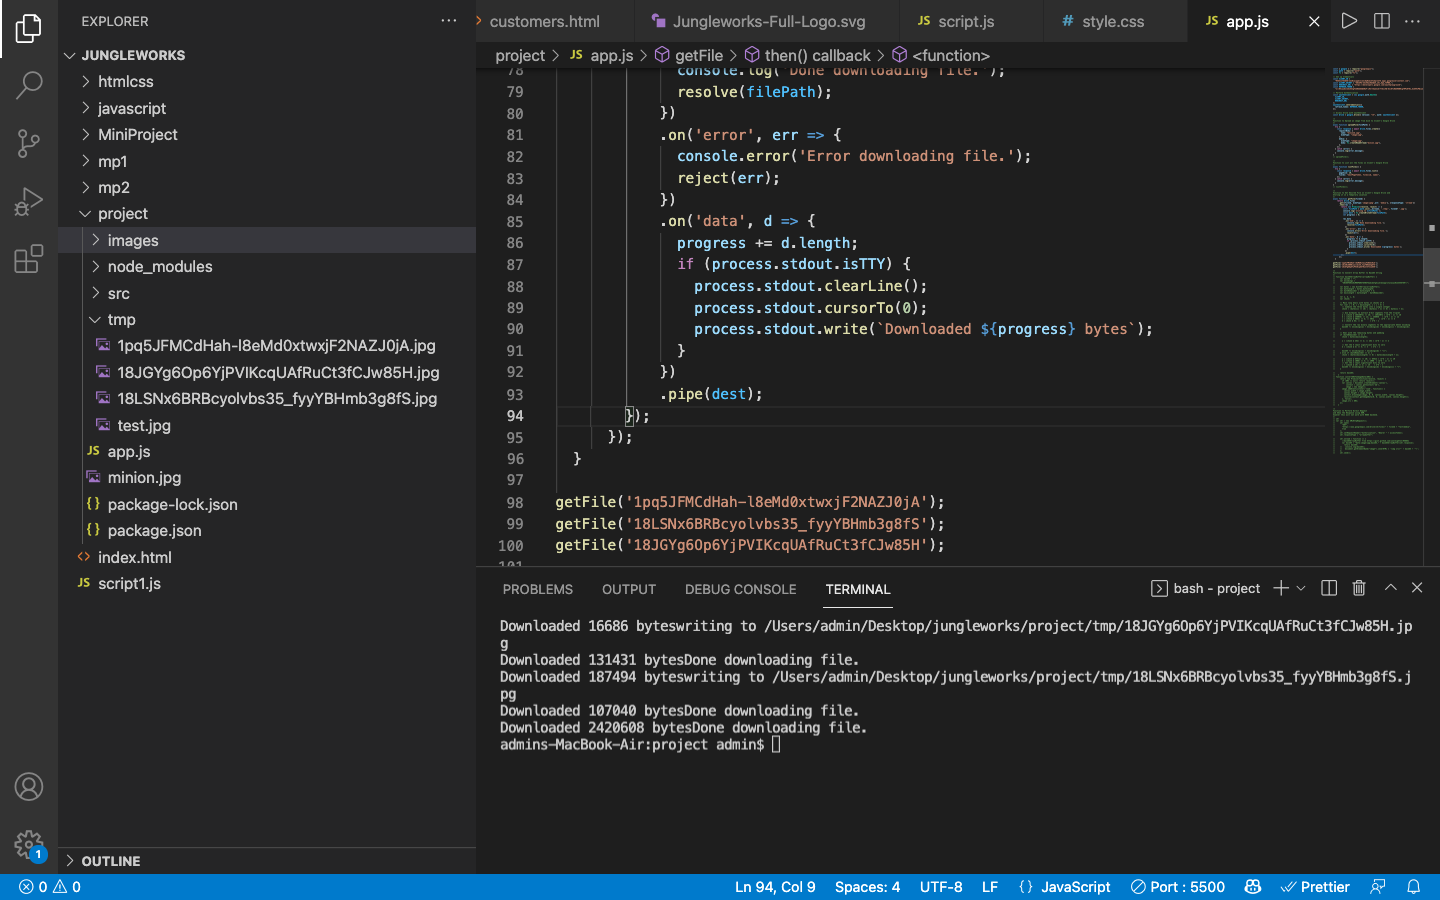 EXPLORER
JUNGLEWORKS
htmlcss
javascript
MiniProject
mp1
mp2
project
images
node_modules
src
tmp
1pq5JFMCdHah-l8eMd0xtwxjF2NAZJ0jA.jpg
18JGYg6Op6YjPVIKcqUAfRuCt3fCJw85H.jpg
18LSNx6BRBcyolvbs35_fyyYBHmb3g8fS.jpg
test.jpg
JS app.js
minion.jpg
{} package-lock.json
{} package.json
<> index.html
JS script1.js
OUTLINE
1
customers.html
Jungleworks-Full-Logo.svg
JS script.js
# style.css
JS app.js
project > JS app.js > getFile > then() callback > <function>
78 console.log('Done downloading file.');
79 resolve(filePath);
80 })
81 .on('error', err => {
82 console.error('Error downloading file.');
83 reject(err);
84 })
85 .on('data', d => {
86 progress += d.length;
87 if (process.stdout.isTTY) {
88 process.stdout.clearLine();
89 process.stdout.cursorTo(0);
90 process.stdout.write(`Downloaded ${progress} bytes`);
91 }
92 })
93 .pipe(dest);
94 });
95 });
96 }
97
98 getFile('1pq5JFMCdHah-l8eMd0xtwxjF2NAZJ0jA');
99 getFile('18LSNx6BRBcyolvbs35_fyyYBHmb3g8fS');
100 getFile('18JGYg6Op6YjPVIKcqUAfRuCt3fCJw85H');
101
PROBLEMS OUTPUT DEBUG CONSOLE TERMINAL
bash - project
Downloaded 16686 byteswriting to /Users/admin/Desktop/jungleworks/project/tmp/18JGYg6Op6YjPVIKcqUAfRuCt3fCJw85H.jp
g
Downloaded 131431 bytesDone downloading file.
Downloaded 187494 byteswriting to /Users/admin/Desktop/jungleworks/project/tmp/18LSNx6BRBcyolvbs35_fyyYBHmb3g8fS.j
pg
Downloaded 107040 bytesDone downloading file.
Downloaded 2420608 bytesDone downloading file.
admins-MacBook-Air:project admin$
0 0 Ln 94, Col 9 Spaces: 4 UTF-8 LF {} JavaScript Port : 5500 Prettier